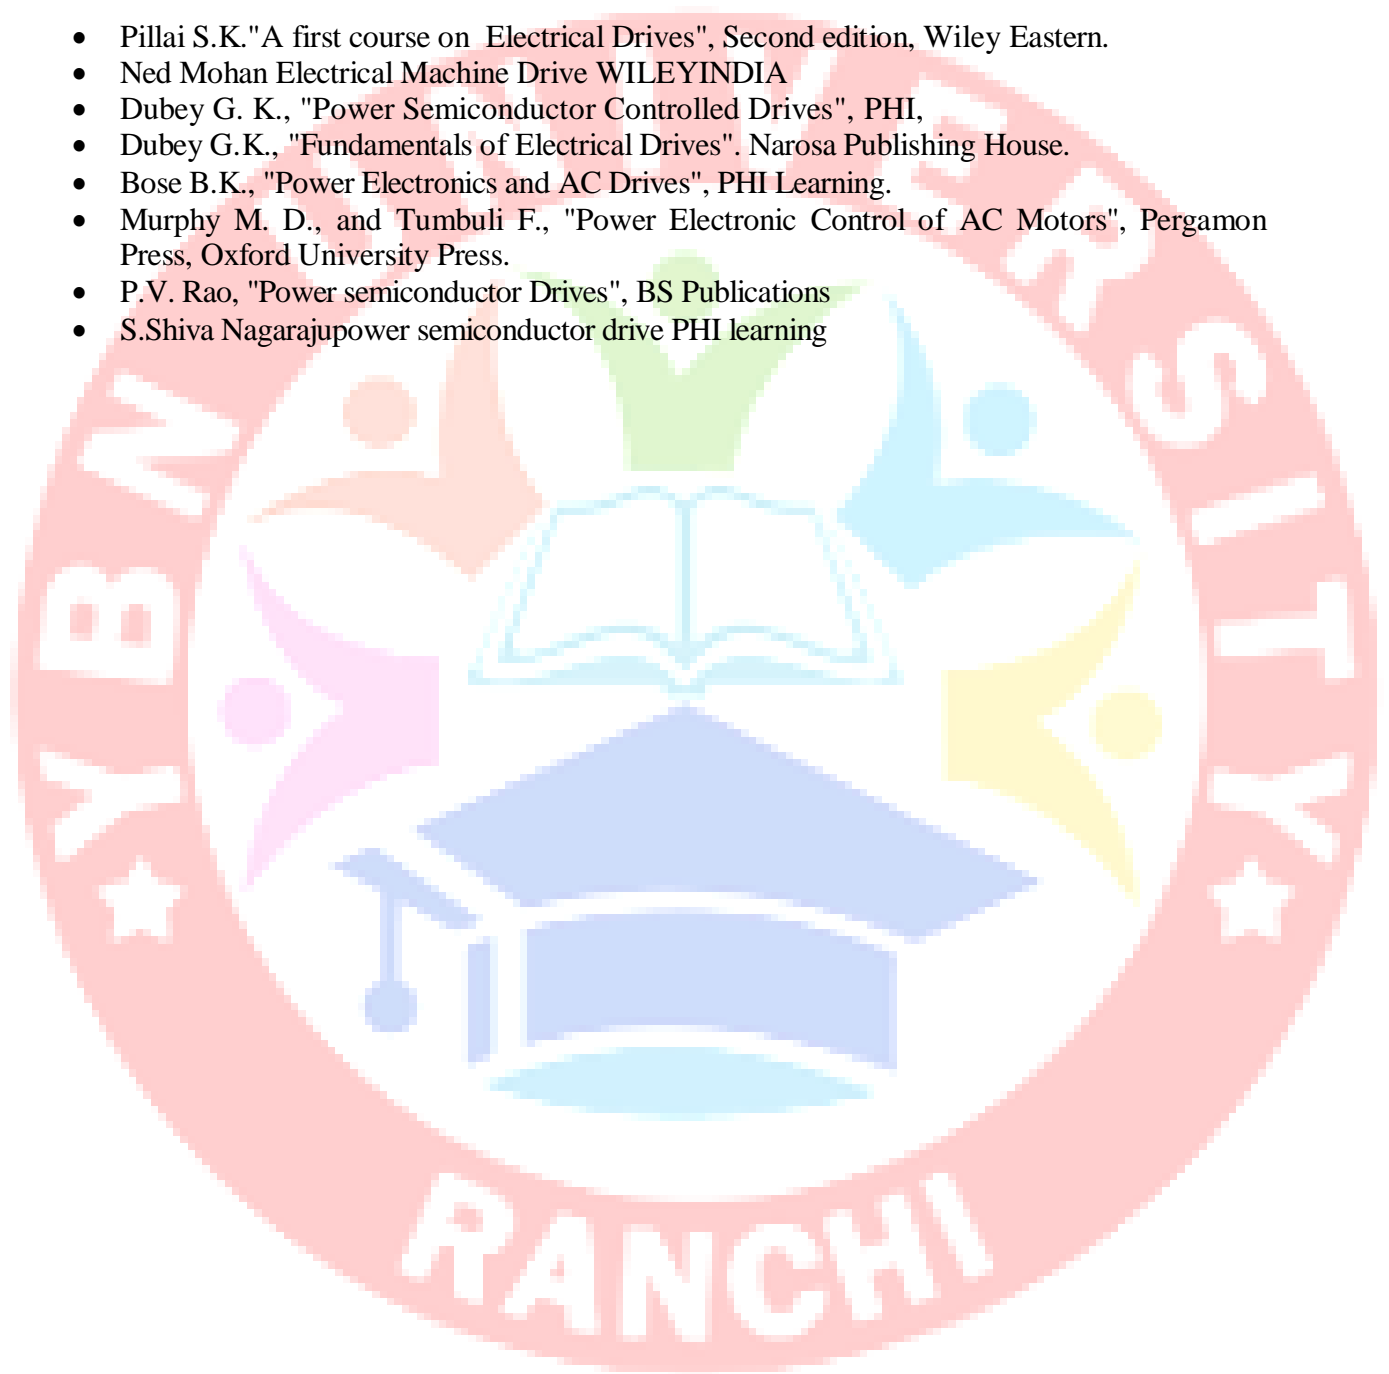 • Pillai S.K."A first course on Electrical Drives", Second edition, Wiley Eastern.
• Ned Mohan Electrical Machine Drive WILEYINDIA
• Dubey G. K., "Power Semiconductor Controlled Drives", PHI,
• Dubey G.K., "Fundamentals of Electrical Drives". Narosa Publishing House.
• Bose B.K., "Power Electronics and AC Drives", PHI Learning.
• Murphy M. D., and Tumbuli F., "Power Electronic Control of AC Motors", Pergamon
Press, Oxford University Press.
• P.V. Rao, "Power semiconductor Drives", BS Publications
• S.Shiva Nagarajupower semiconductor drive PHI learning
YBN UNIVERSITY
RANCHI